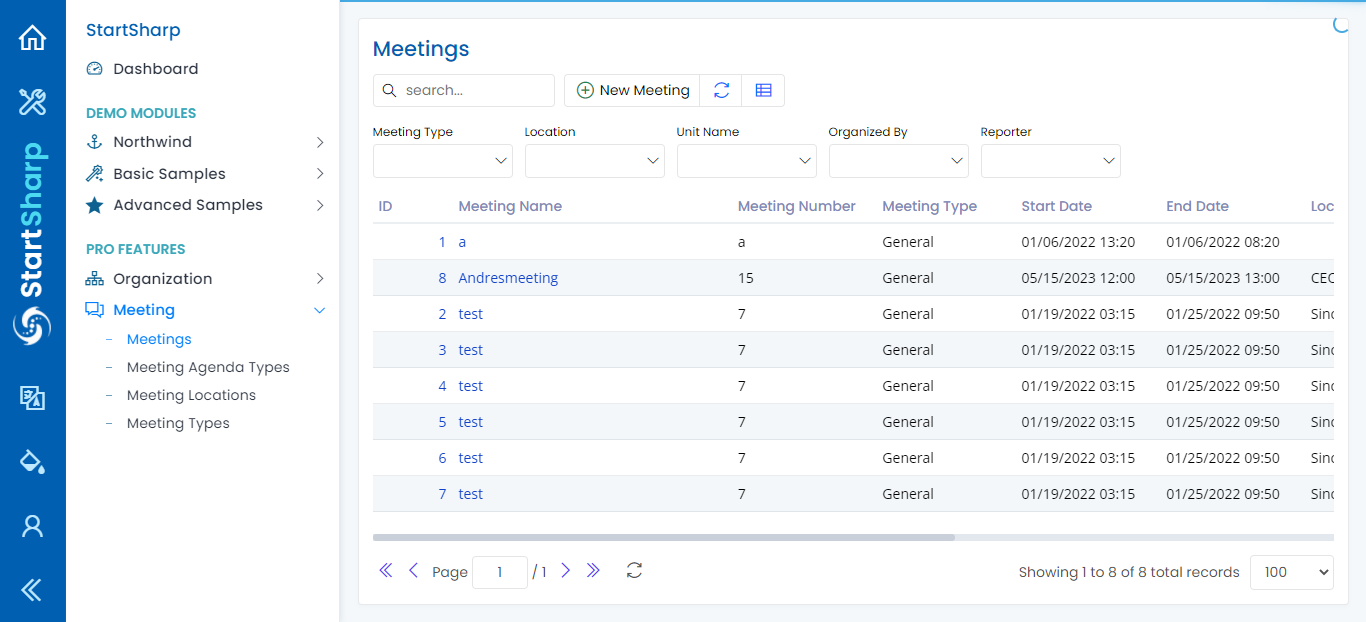 StartSharp
StartSharp
Dashboard
DEMO MODULES
Northwind
Basic Samples
Advanced Samples
PRO FEATURES
Organization
Meeting
Meetings
Meeting Agenda Types
Meeting Locations
Meeting Types
Meetings
search...
New Meeting
Meeting Type Location Unit Name Organized By Reporter
ID Meeting Name Meeting Number Meeting Type Start Date End Date Loc
1 a a General 01/06/2022 13:20 01/06/2022 08:20
8 Andresmeeting 15 General 05/15/2023 12:00 05/15/2023 13:00 CEO
2 test 7 General 01/19/2022 03:15 01/25/2022 09:50 Sinc
3 test 7 General 01/19/2022 03:15 01/25/2022 09:50 Sinc
4 test 7 General 01/19/2022 03:15 01/25/2022 09:50 Sinc
5 test 7 General 01/19/2022 03:15 01/25/2022 09:50 Sinc
6 test 7 General 01/19/2022 03:15 01/25/2022 09:50 Sinc
7 test 7 General 01/19/2022 03:15 01/25/2022 09:50 Sinc
Page 1 / 1
Showing 1 to 8 of 8 total records 100